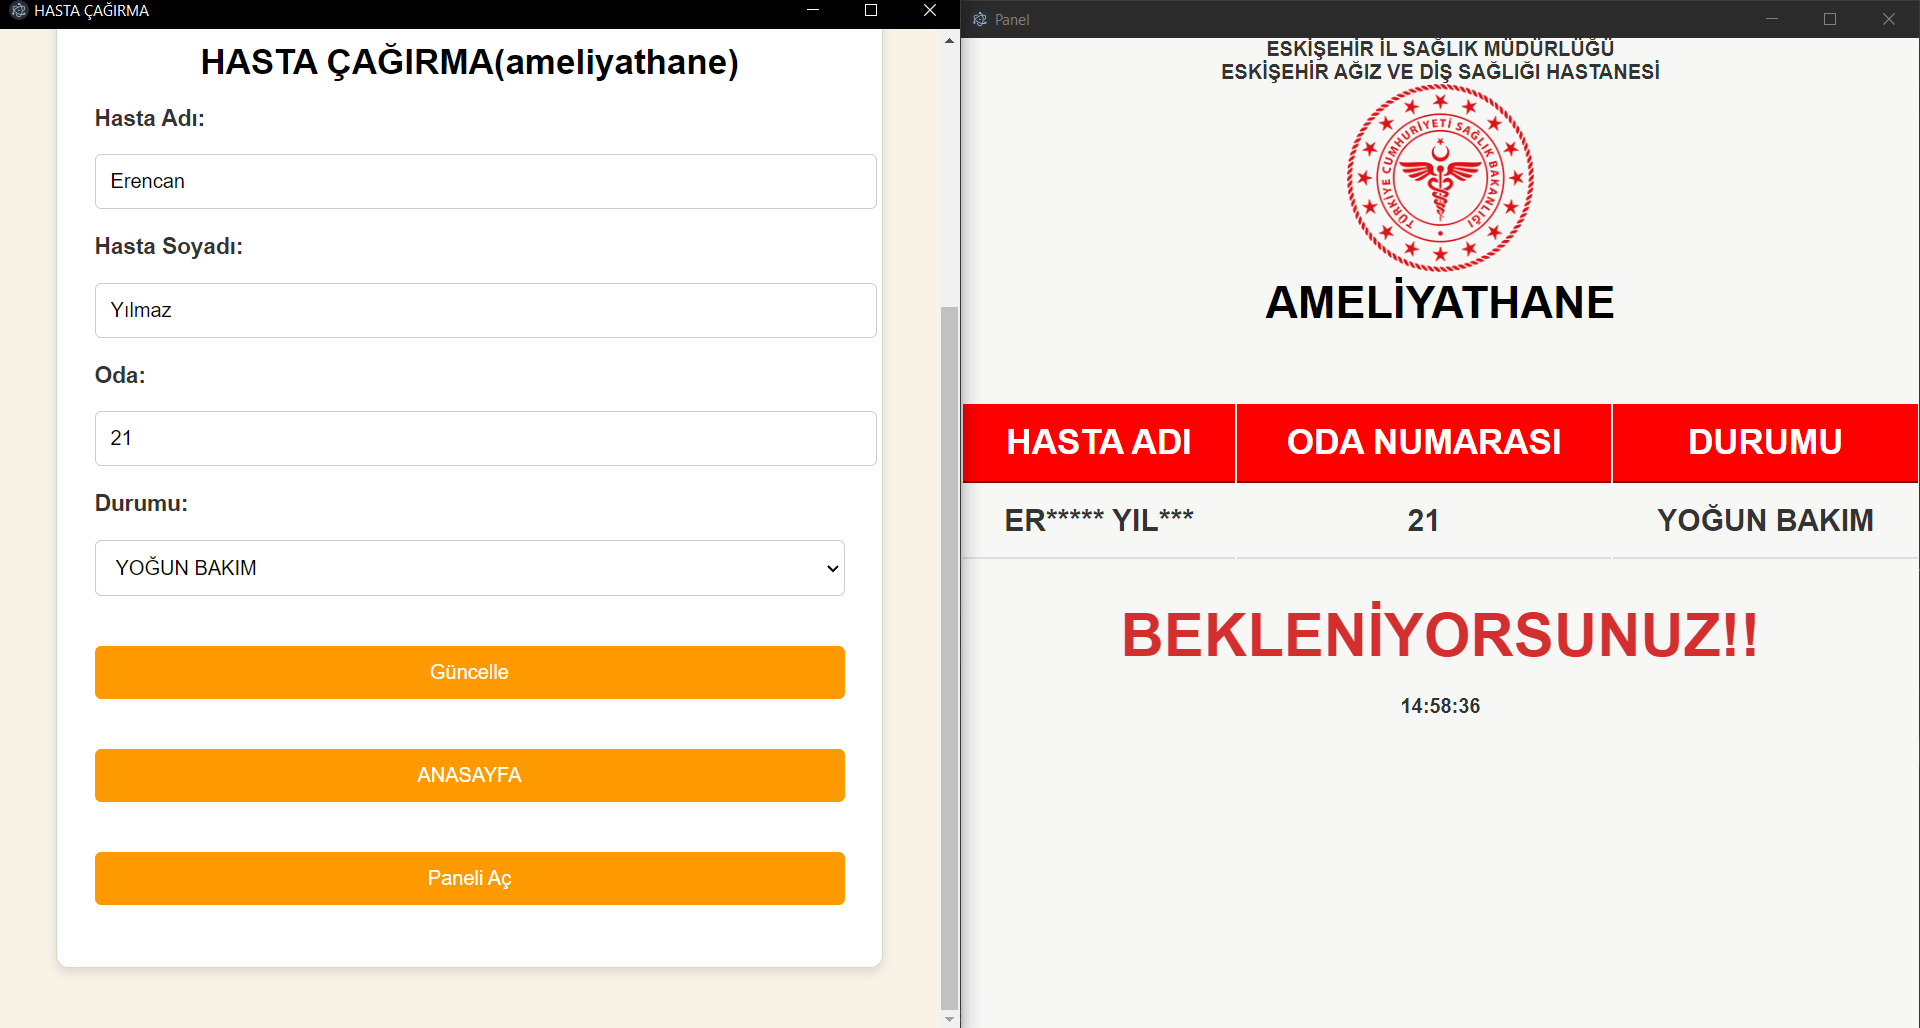 HASTA ÇAĞIRMA
HASTA ÇAĞIRMA(ameliyathane)
Hasta Adı:
Erencan
Hasta Soyadı:
Yılmaz
Oda:
21
Durumu:
YOĞUN BAKIM
Güncelle
ANASAYFA
Paneli Aç
Panel
ESKİŞEHİR İL SAĞLIK MÜDÜRLÜĞÜ
ESKİŞEHİR AĞIZ VE DİŞ SAĞLIĞI HASTANESİ
TÜRKİYE CUMHURİYETİ SAĞLIK BAKANLIĞI
AMELİYATHANE
HASTA ADI ODA NUMARASI DURUMU
ER***** YIL*** 21 YOĞUN BAKIM
BEKLENİYORSUNUZ!!
14:58:36